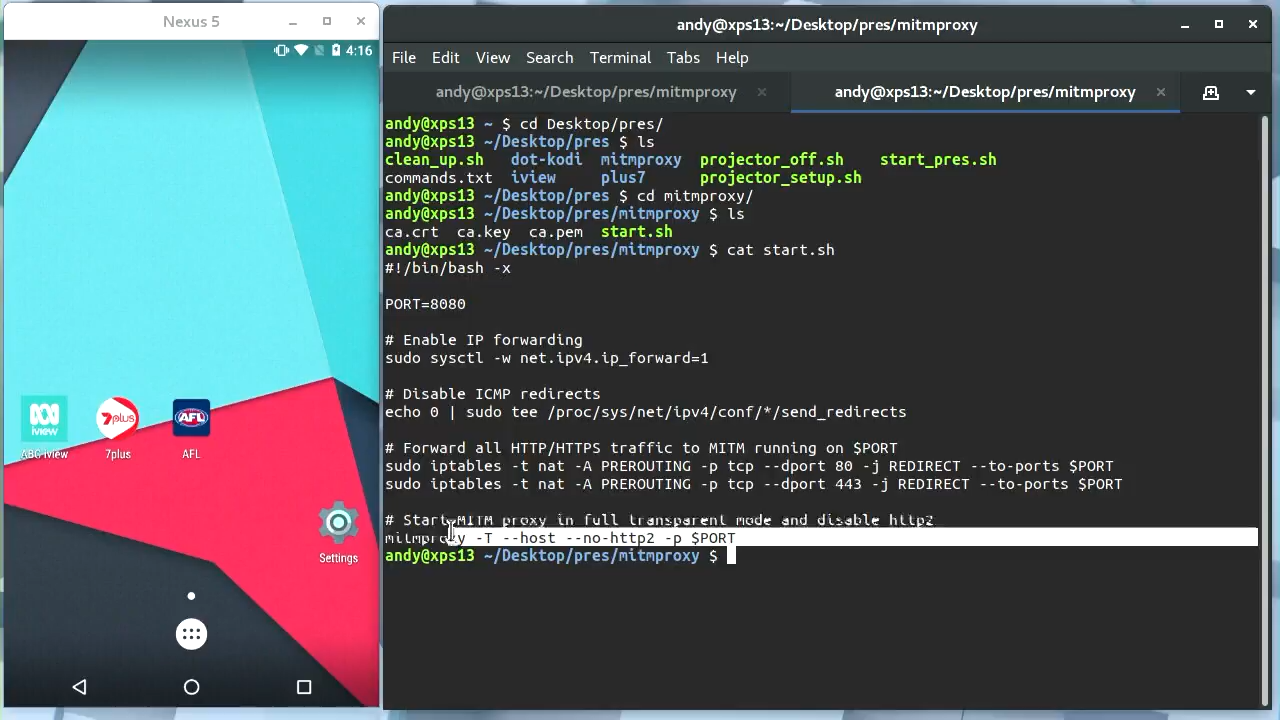 Nexus 5
4:16
iview
7plus
AFL
ABC iview
7plus
AFL
Settings
andy@xps13:~/Desktop/pres/mitmproxy
File Edit View Search Terminal Tabs Help
andy@xps13:~/Desktop/pres/mitmproxy
andy@xps13:~/Desktop/pres/mitmproxy
andy@xps13 ~ $ cd Desktop/pres/
andy@xps13 ~/Desktop/pres $ ls
clean_up.sh dot-kodi mitmproxy projector_off.sh start_pres.sh
commands.txt iview plus7 projector_setup.sh
andy@xps13 ~/Desktop/pres $ cd mitmproxy/
andy@xps13 ~/Desktop/pres/mitmproxy $ ls
ca.crt ca.key ca.pem start.sh
andy@xps13 ~/Desktop/pres/mitmproxy $ cat start.sh
#!/bin/bash -x
PORT=8080
# Enable IP forwarding
sudo sysctl -w net.ipv4.ip_forward=1
# Disable ICMP redirects
echo 0 | sudo tee /proc/sys/net/ipv4/conf/*/send_redirects
# Forward all HTTP/HTTPS traffic to MITM running on $PORT
sudo iptables -t nat -A PREROUTING -p tcp --dport 80 -j REDIRECT --to-ports $PORT
sudo iptables -t nat -A PREROUTING -p tcp --dport 443 -j REDIRECT --to-ports $PORT
# Start MITM proxy in full transparent mode and disable http2
mitmproxy -T --host --no-http2 -p $PORT
andy@xps13 ~/Desktop/pres/mitmproxy $